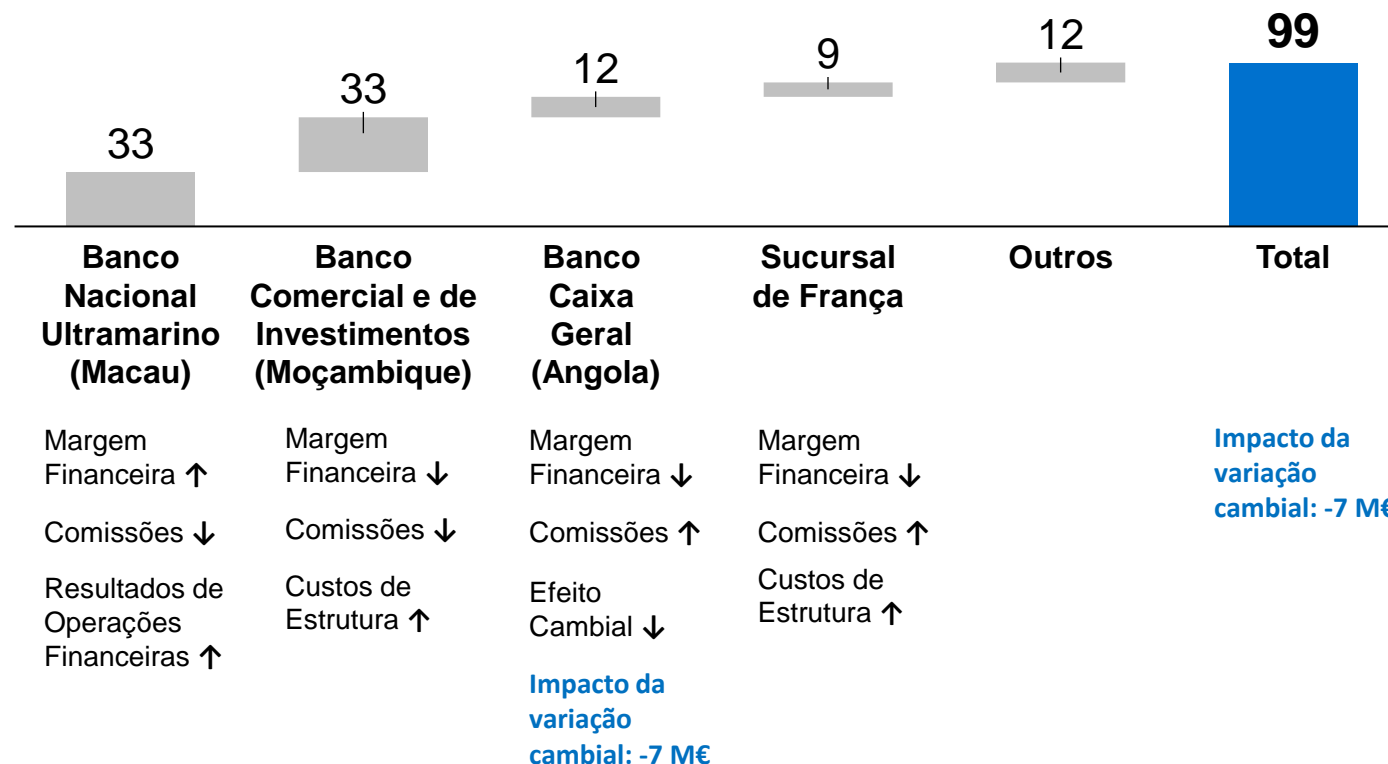 33
33
12
9
12
99
Banco
Nacional
Ultramarino
(Macau)
Banco
Comercial e de
Investimentos
(Moçambique)
Banco
Caixa
Geral
(Angola)
Sucursal
de França
Outros
Total
Margem
Financeira ↑
Comissões ↓
Resultados de
Operações
Financeiras ↑
Margem
Financeira ↓
Comissões ↓
Custos de
Estrutura ↑
Margem
Financeira ↓
Comissões ↑
Efeito
Cambial ↓
Impacto da
variação
cambial: -7 M€
Margem
Financeira ↓
Comissões ↑
Custos de
Estrutura ↑
Impacto da
variação
cambial: -7 M€